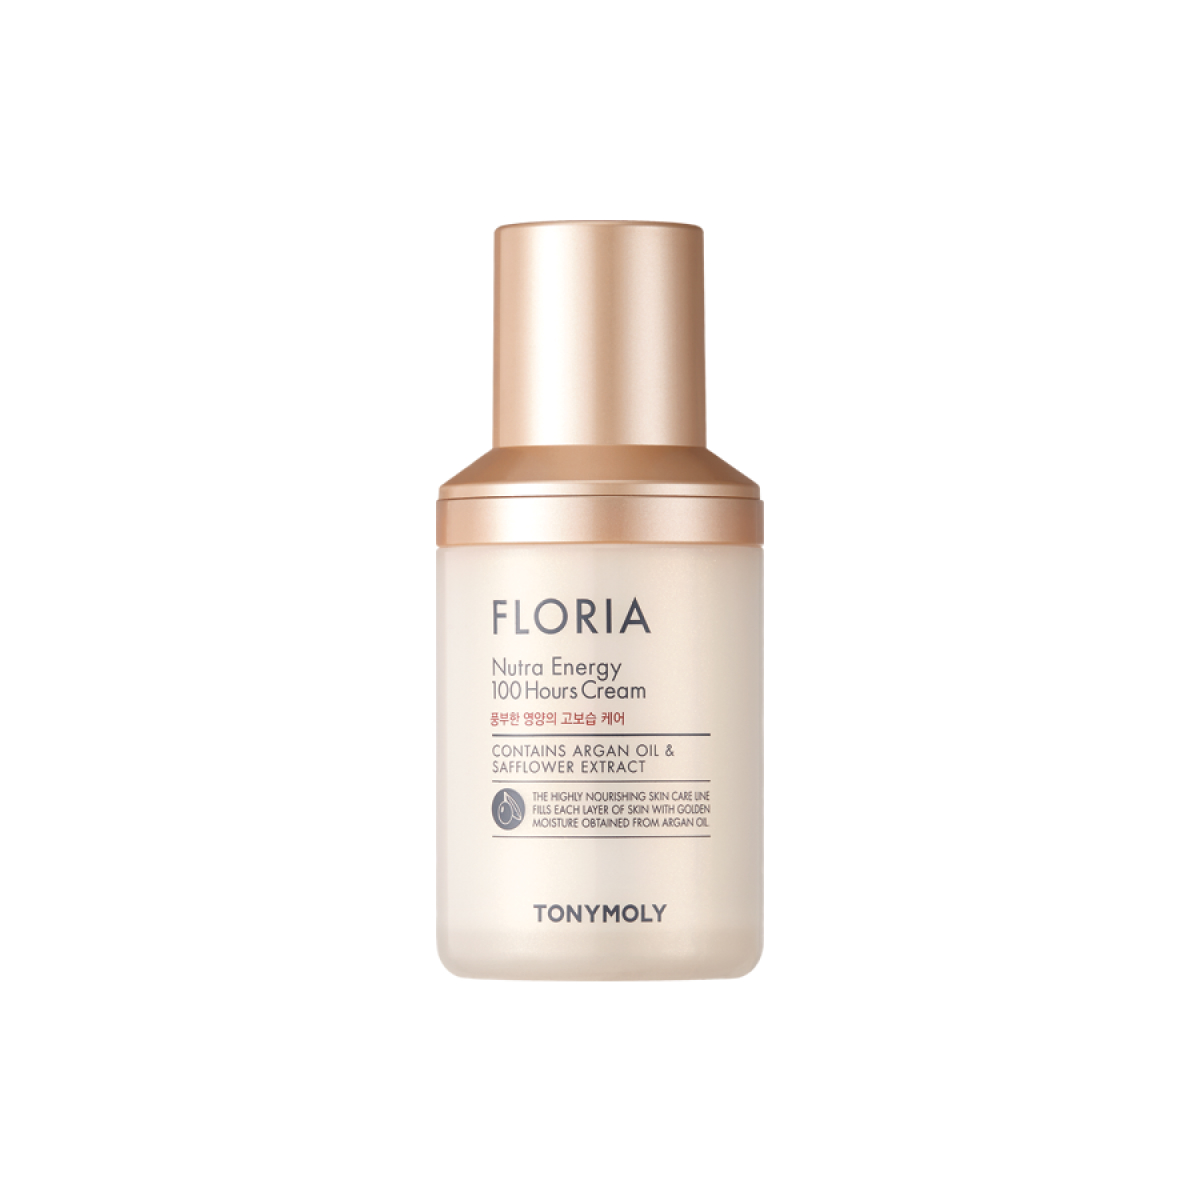 FLORIA
Nutra Energy
100 Hours Cream
풍부한 영양의 고보습 케어
CONTAINS ARGAN OIL &
SAFFLOWER EXTRACT
THE HIGHLY NOURISHING SKIN CARE LINE
FILLS EACH LAYER OF SKIN WITH GOLDEN
MOISTURE OBTAINED FROM ARGAN OIL.
TONYMOLY